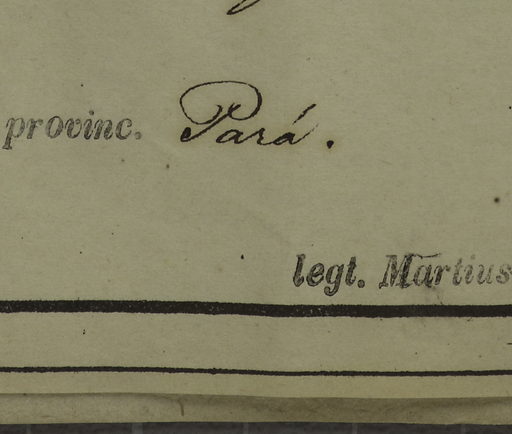 provinc. Pará.
legt. Martius